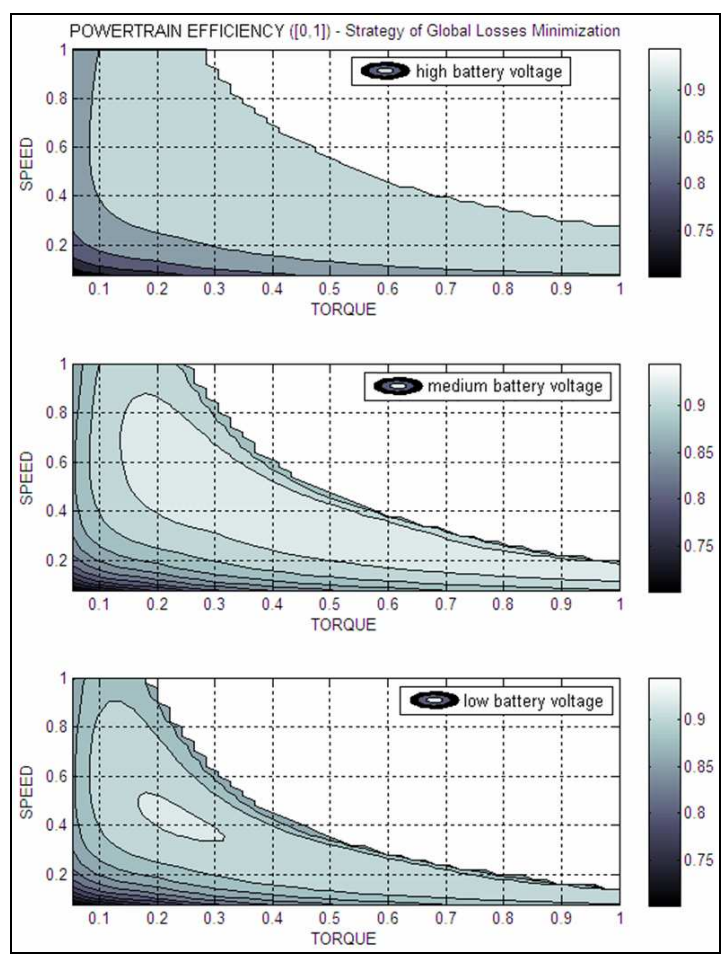 POWERTRAIN EFFICIENCY ([0,1]) - Strategy of Global Losses Minimization
high battery voltage
SPEED
1
0.8
0.6
0.4
0.2
0.1 0.2 0.3 0.4 0.5 0.6 0.7 0.8 0.9 1
TORQUE
0.9
0.85
0.8
0.75
medium battery voltage
SPEED
1
0.8
0.6
0.4
0.2
0.1 0.2 0.3 0.4 0.5 0.6 0.7 0.8 0.9 1
TORQUE
0.9
0.85
0.8
0.75
low battery voltage
SPEED
1
0.8
0.6
0.4
0.2
0.1 0.2 0.3 0.4 0.5 0.6 0.7 0.8 0.9 1
TORQUE
0.9
0.85
0.8
0.75